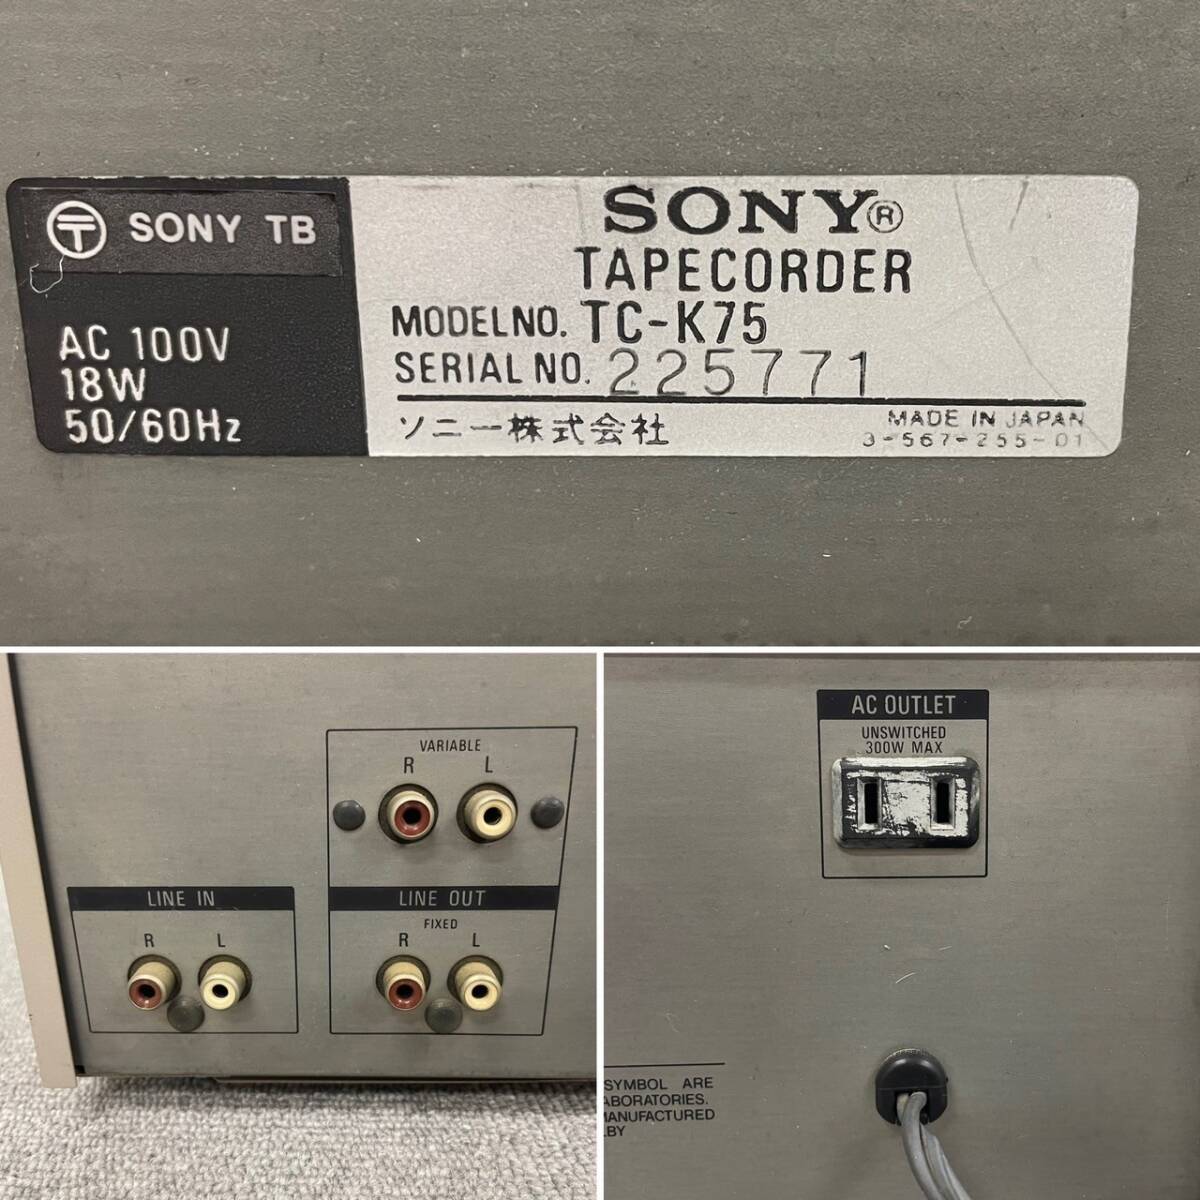 SONY TB
AC 100V
18W
50/60Hz
SONY®
TAPECORDER
MODEL NO. TC-K75
SERIAL NO. 225771
ソニー株式会社
MADE IN JAPAN
3-567-255-01
VARIABLE
R L
LINE IN
R L
LINE OUT
FIXED
R L
AC OUTLET
UNSWITCHED
300W MAX
SYMBOL ARE
ABORATORIES.
MANUFACTURED
LBY